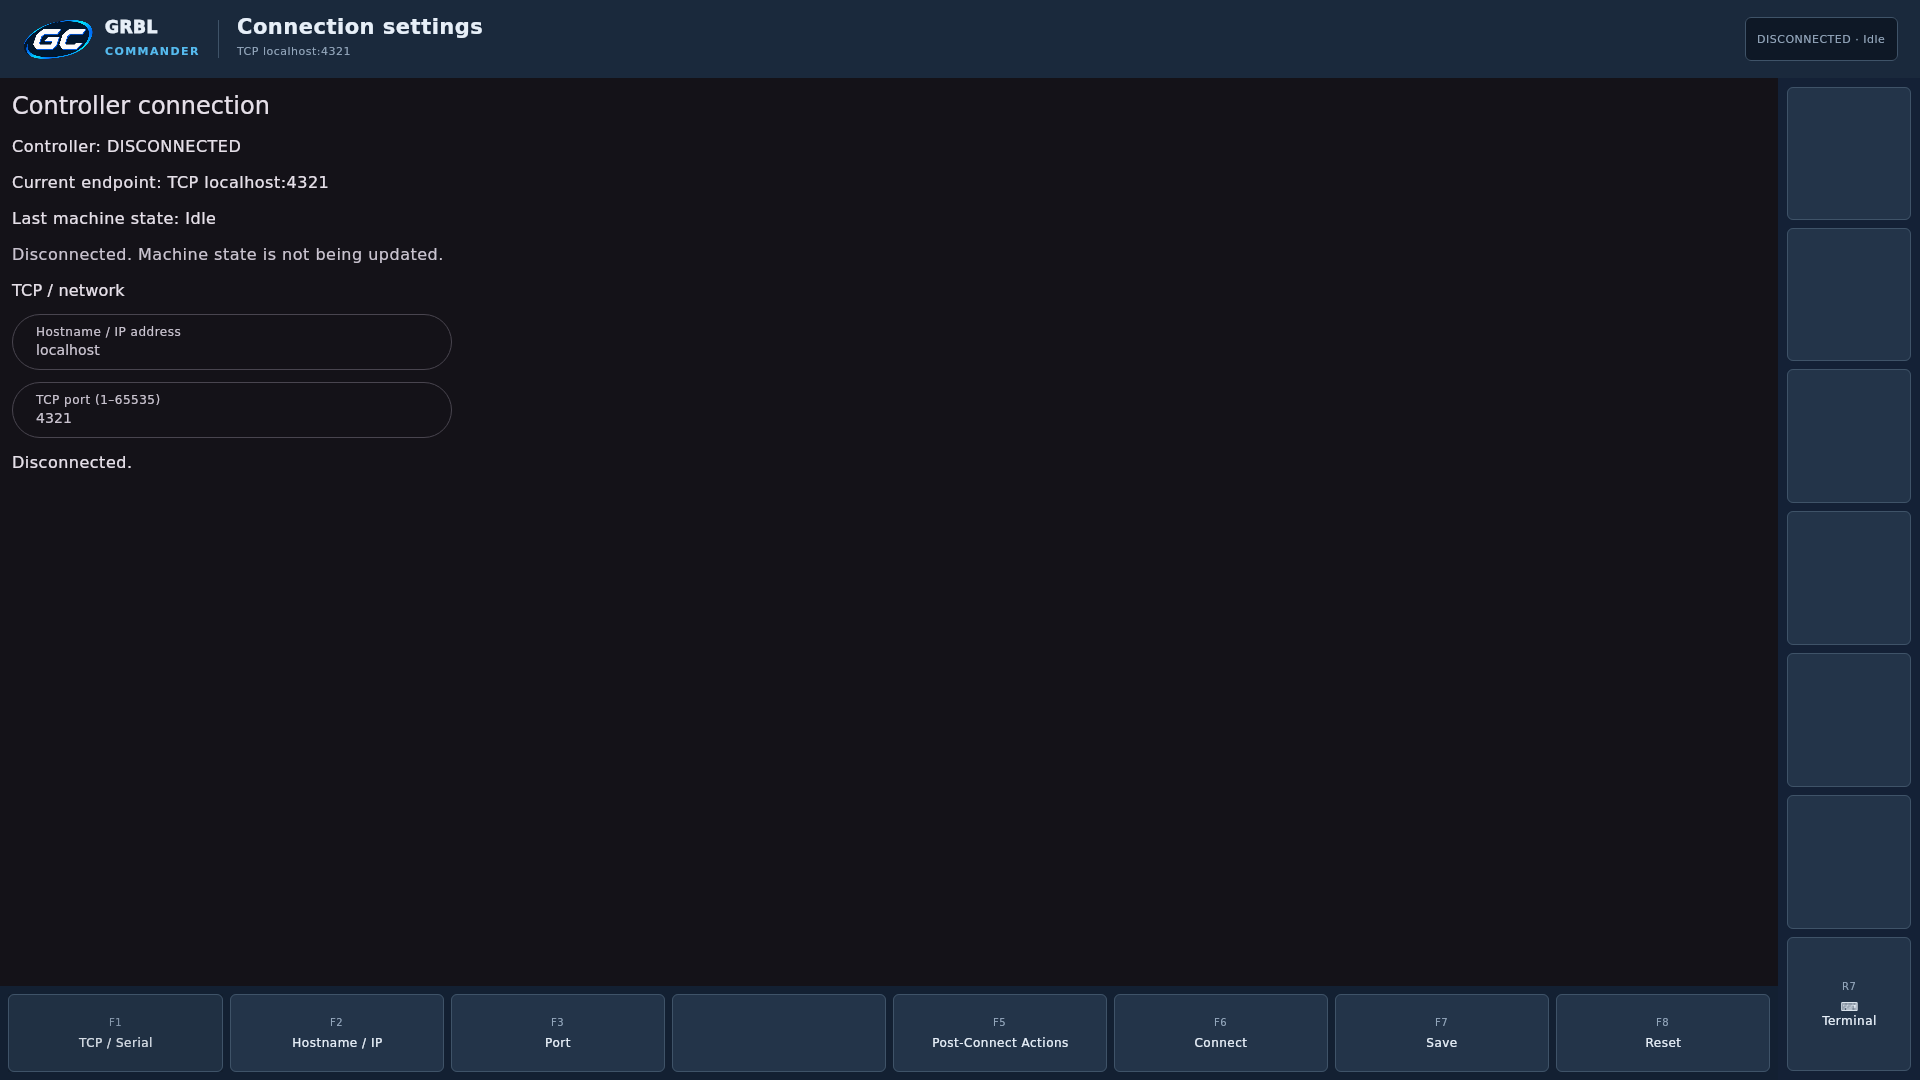 GC
GRBL
COMMANDER
Connection settings
TCP localhost:4321
DISCONNECTED · Idle
Controller connection
Controller: DISCONNECTED
Current endpoint: TCP localhost:4321
Last machine state: Idle
Disconnected. Machine state is not being updated.
TCP / network
Hostname / IP address
localhost
TCP port (1–65535)
4321
Disconnected.
F1
TCP / Serial
F2
Hostname / IP
F3
Port
F5
Post-Connect Actions
F6
Connect
F7
Save
F8
Reset
R7
Terminal